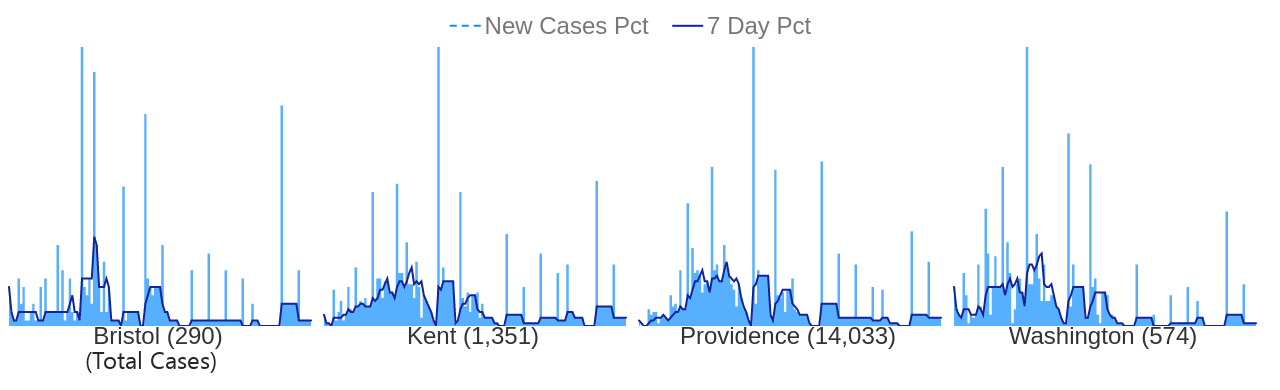 New Cases Pct 7 Day Pct
Bristol (290) Kent (1,351) Providence (14,033) Washington (574)
(Total Cases)